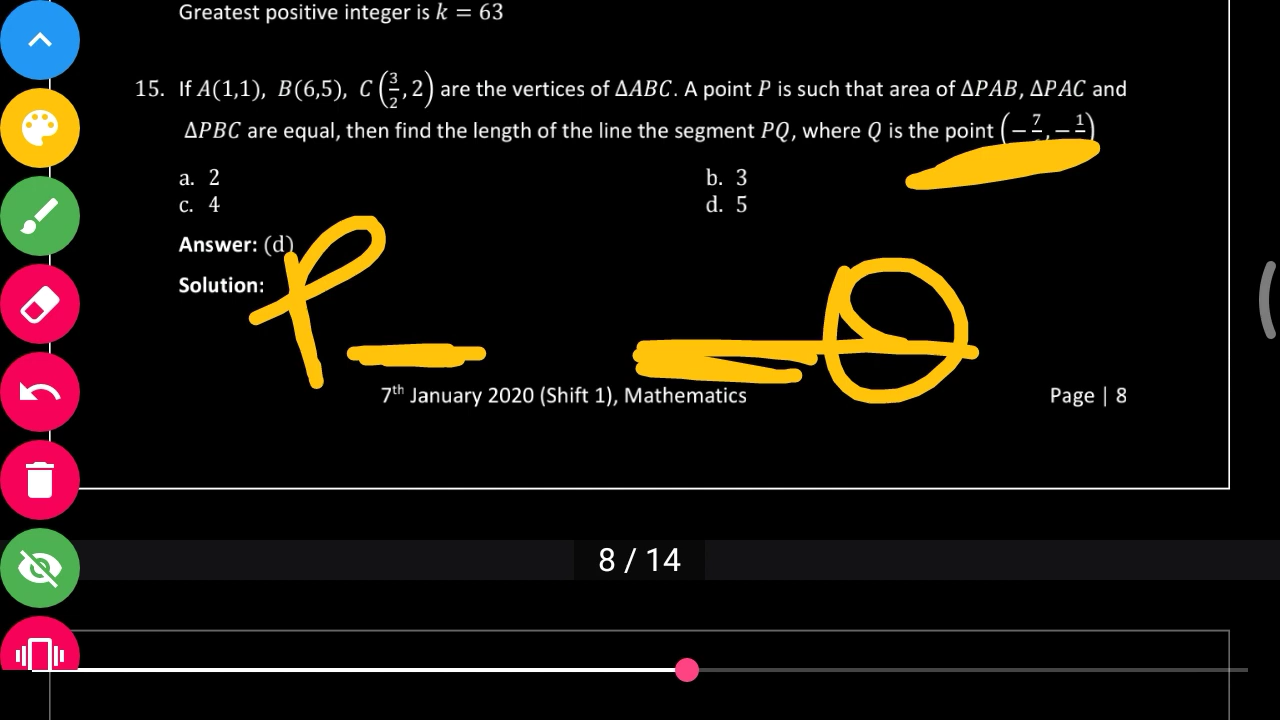 Greatest positive integer is k = 63
15. If A(1,1), B(6,5), C (3/2, 2) are the vertices of ΔABC. A point P is such that area of ΔPAB, ΔPAC and
ΔPBC are equal, then find the length of the line the segment PQ, where Q is the point (− 7/, − 1/)
a. 2
b. 3
c. 4
d. 5
Answer: (d)
Solution:
P Q
7th January 2020 (Shift 1), Mathematics
Page | 8
8 / 14